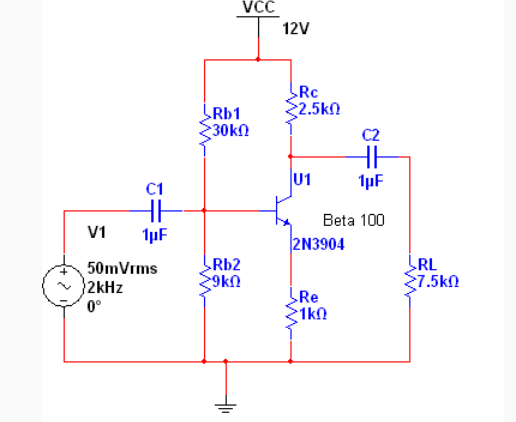 VCC
12V
Rc
2.5kΩ
Rb1
30kΩ
C2
1µF
C1
1µF
U1
Beta 100
2N3904
V1
50mVrms
2kHz
0°
Rb2
9kΩ
Re
1kΩ
RL
7.5kΩ